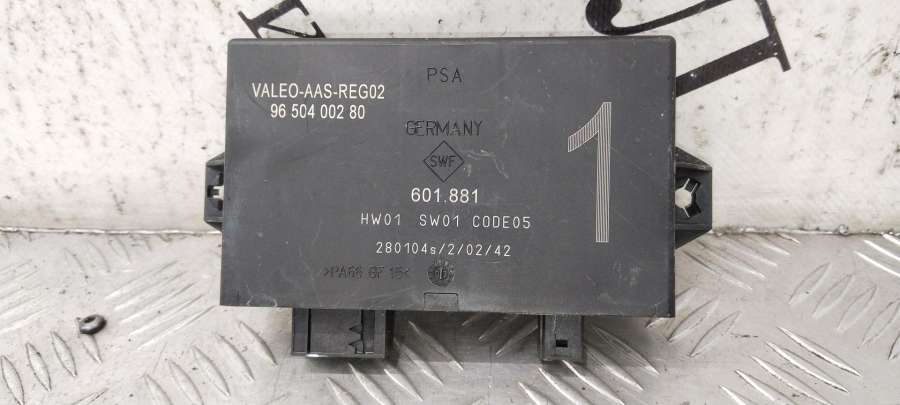 PSA
VALEO-AAS-REG02
96 504 002 80
GERMANY
SWF
1
601.881
HW01 SW01 CODE05
280104s/2/02/42
>PA66 GF 15<